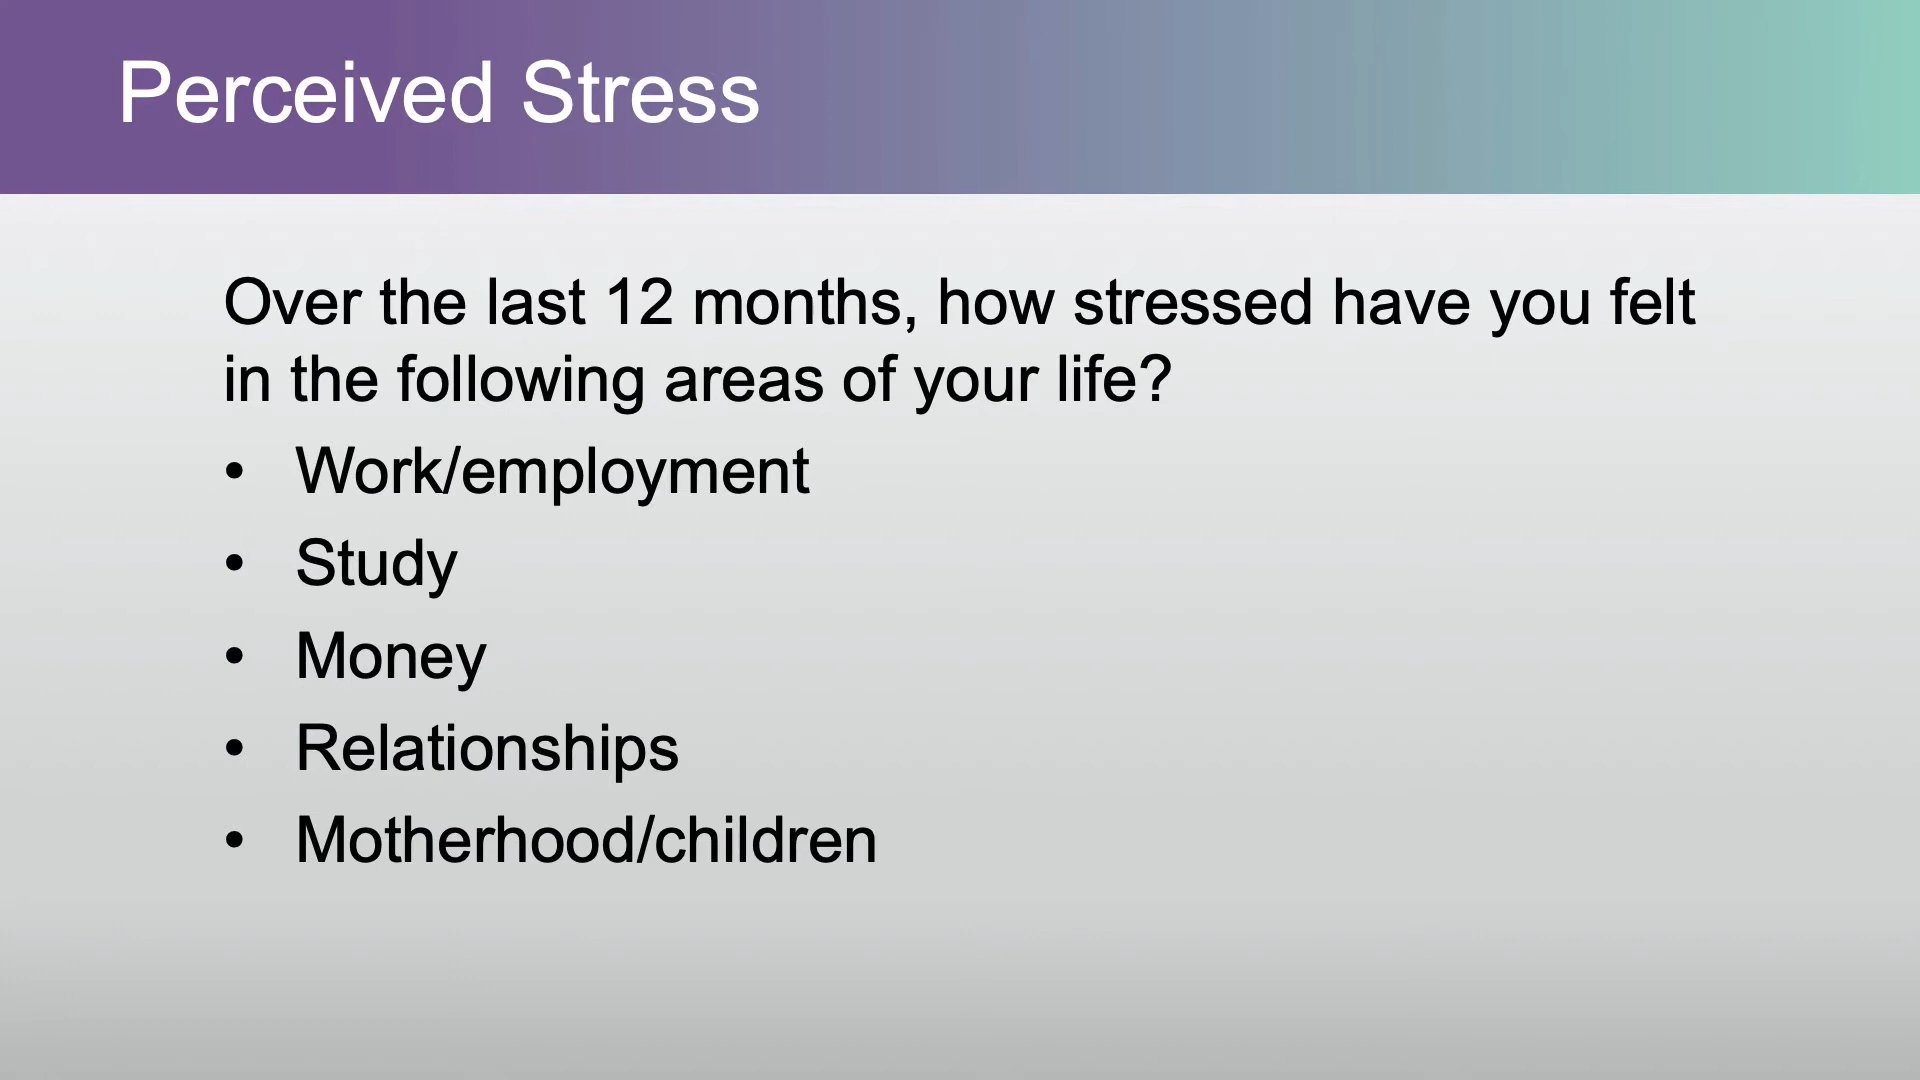 Perceived Stress
Over the last 12 months, how stressed have you felt
in the following areas of your life?
• Work/employment
• Study
• Money
• Relationships
• Motherhood/children